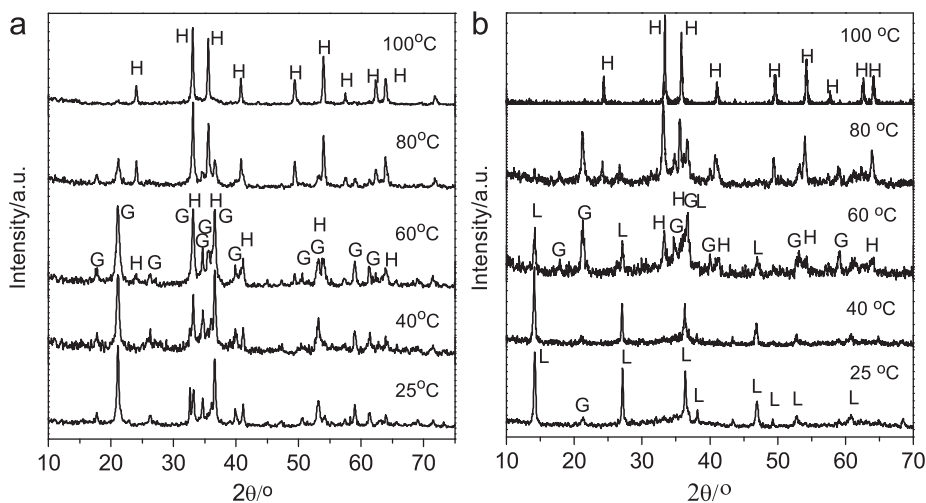 a
Intensity/a.u.
100°C
H H H H H H H H H
80°C
60°C
G G H G H G G H G H G H G G H G G H
40°C
25°C
10 20 30 40 50 60 70
2θ/°
b
Intensity/a.u.
100 °C
H H H H H H H H H
80 °C
60 °C
L G G L H H G G L G H L G H G H
40 °C
25 °C
L G L L L L L L L
10 20 30 40 50 60 70
2θ/°